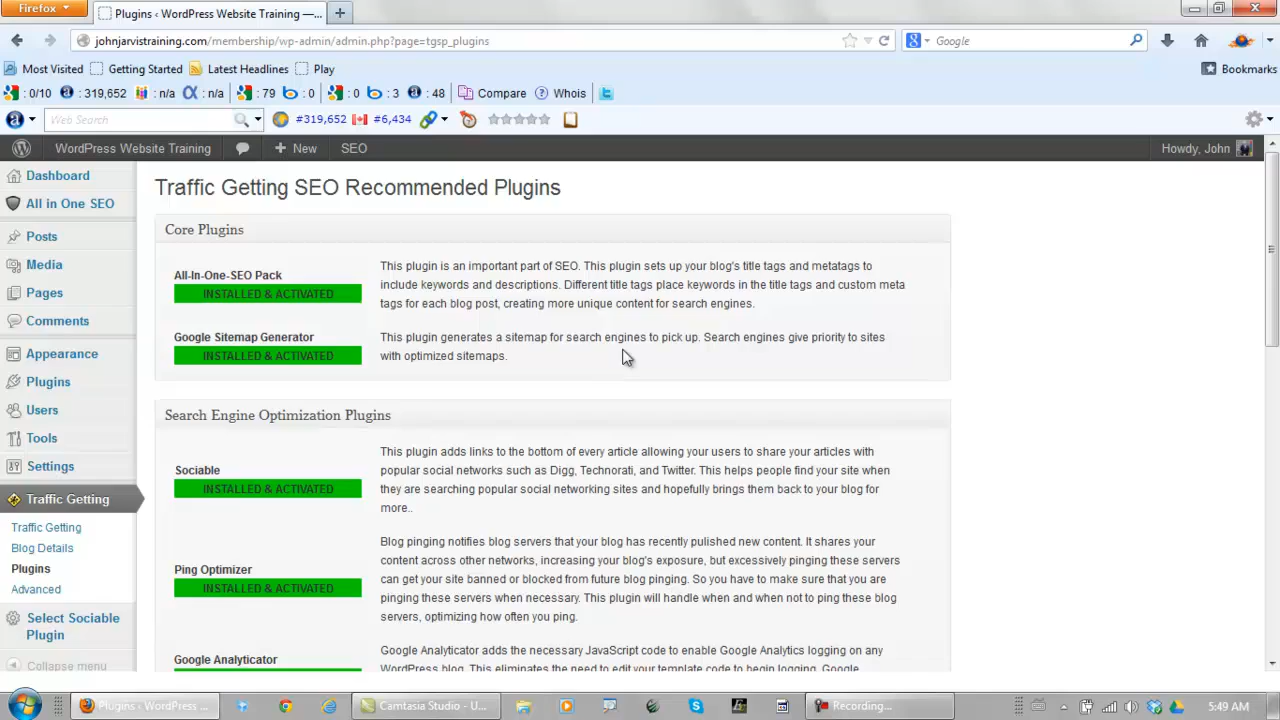 Firefox
Plugins ‹ WordPress Website Training —...
johnjarvistraining.com/membership/wp-admin/admin.php?page=tgsp_plugins
Google
Most Visited Getting Started Latest Headlines Play
Bookmarks
: 0/10 : 319,652 : n/a : n/a : 79 : 0 : 0 : 3 : 48 Compare Whois
Web Search #319,652 #6,434
WordPress Website Training + New SEO Howdy, John
Dashboard
All in One SEO
Posts
Media
Pages
Comments
Appearance
Plugins
Users
Tools
Settings
Traffic Getting
Traffic Getting
Blog Details
Plugins
Advanced
Select Sociable
Plugin
Collapse menu
Traffic Getting SEO Recommended Plugins
Core Plugins
All-In-One-SEO Pack
INSTALLED & ACTIVATED
This plugin is an important part of SEO. This plugin sets up your blog's title tags and metatags to
include keywords and descriptions. Different title tags place keywords in the title tags and custom meta
tags for each blog post, creating more unique content for search engines.
Google Sitemap Generator
INSTALLED & ACTIVATED
This plugin generates a sitemap for search engines to pick up. Search engines give priority to sites
with optimized sitemaps.
Search Engine Optimization Plugins
Sociable
INSTALLED & ACTIVATED
This plugin adds links to the bottom of every article allowing your users to share your articles with
popular social networks such as Digg, Technorati, and Twitter. This helps people find your site when
they are searching popular social networking sites and hopefully brings them back to your blog for
more..
Ping Optimizer
INSTALLED & ACTIVATED
Blog pinging notifies blog servers that your blog has recently pulished new content. It shares your
content across other networks, increasing your blog's exposure, but excessively pinging these servers
can get your site banned or blocked from future blog pinging. So you have to make sure that you are
pinging these servers when necessary. This plugin will handle when and when not to ping these blog
servers, optimizing how often you ping.
Google Analyticator
Google Analyticator adds the necessary JavaScript code to enable Google Analytics logging on any
WordPress blog. This eliminates the need to edit your template code to begin logging. Google
Plugins ‹ WordPress ... Camtasia Studio - U... Recording... 5:49 AM